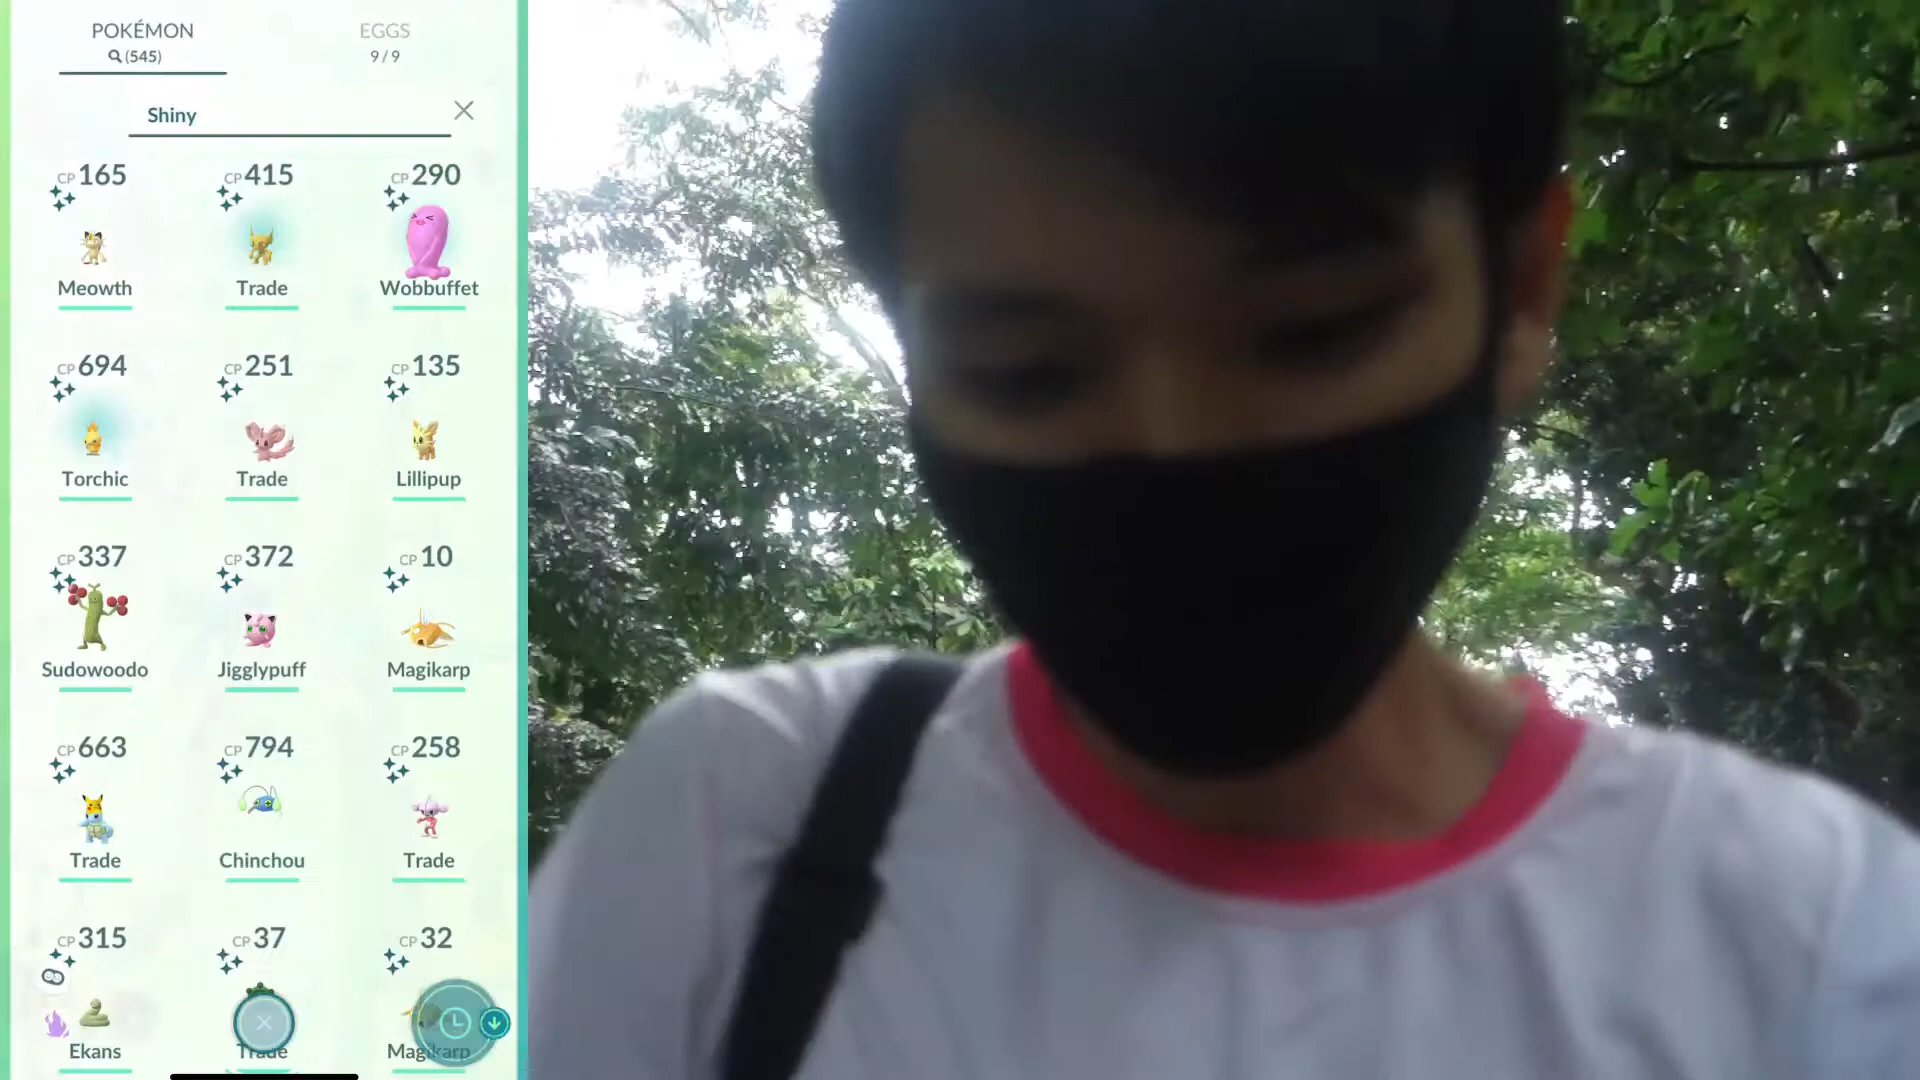 POKÉMON
(545)
EGGS
9 / 9
Shiny
CP 165
CP 415
CP 290
Meowth
Trade
Wobbuffet
CP 694
CP 251
CP 135
Torchic
Trade
Lillipup
CP 337
CP 372
CP 10
Sudowoodo
Jigglypuff
Magikarp
CP 663
CP 794
CP 258
Trade
Chinchou
Trade
CP 315
CP 37
CP 32
Ekans
Trade
Magikarp